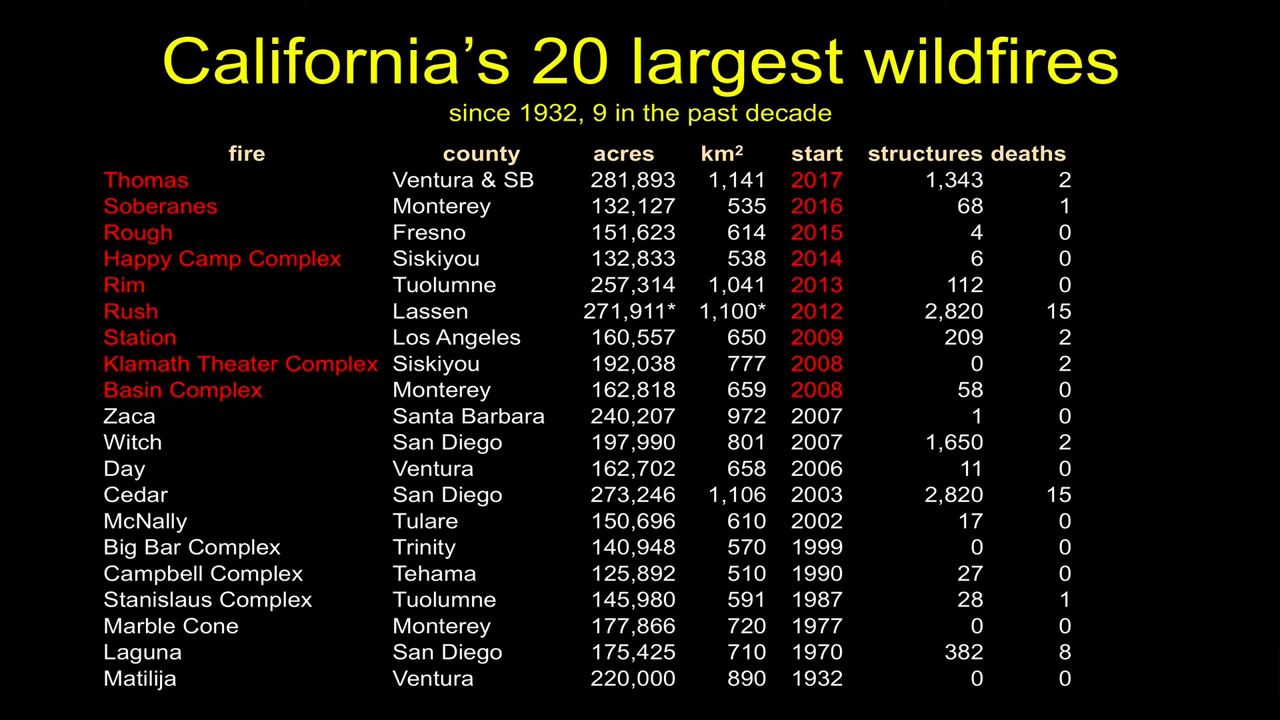 California’s 20 largest wildfires
since 1932, 9 in the past decade
fire county acres km² start structures deaths
Thomas Ventura & SB 281,893 1,141 2017 1,343 2
Soberanes Monterey 132,127 535 2016 68 1
Rough Fresno 151,623 614 2015 4 0
Happy Camp Complex Siskiyou 132,833 538 2014 6 0
Rim Tuolumne 257,314 1,041 2013 112 0
Rush Lassen 271,911* 1,100* 2012 2,820 15
Station Los Angeles 160,557 650 2009 209 2
Klamath Theater Complex Siskiyou 192,038 777 2008 0 2
Basin Complex Monterey 162,818 659 2008 58 0
Zaca Santa Barbara 240,207 972 2007 1 0
Witch San Diego 197,990 801 2007 1,650 2
Day Ventura 162,702 658 2006 11 0
Cedar San Diego 273,246 1,106 2003 2,820 15
McNally Tulare 150,696 610 2002 17 0
Big Bar Complex Trinity 140,948 570 1999 0 0
Campbell Complex Tehama 125,892 510 1990 27 0
Stanislaus Complex Tuolumne 145,980 591 1987 28 1
Marble Cone Monterey 177,866 720 1977 0 0
Laguna San Diego 175,425 710 1970 382 8
Matilija Ventura 220,000 890 1932 0 0